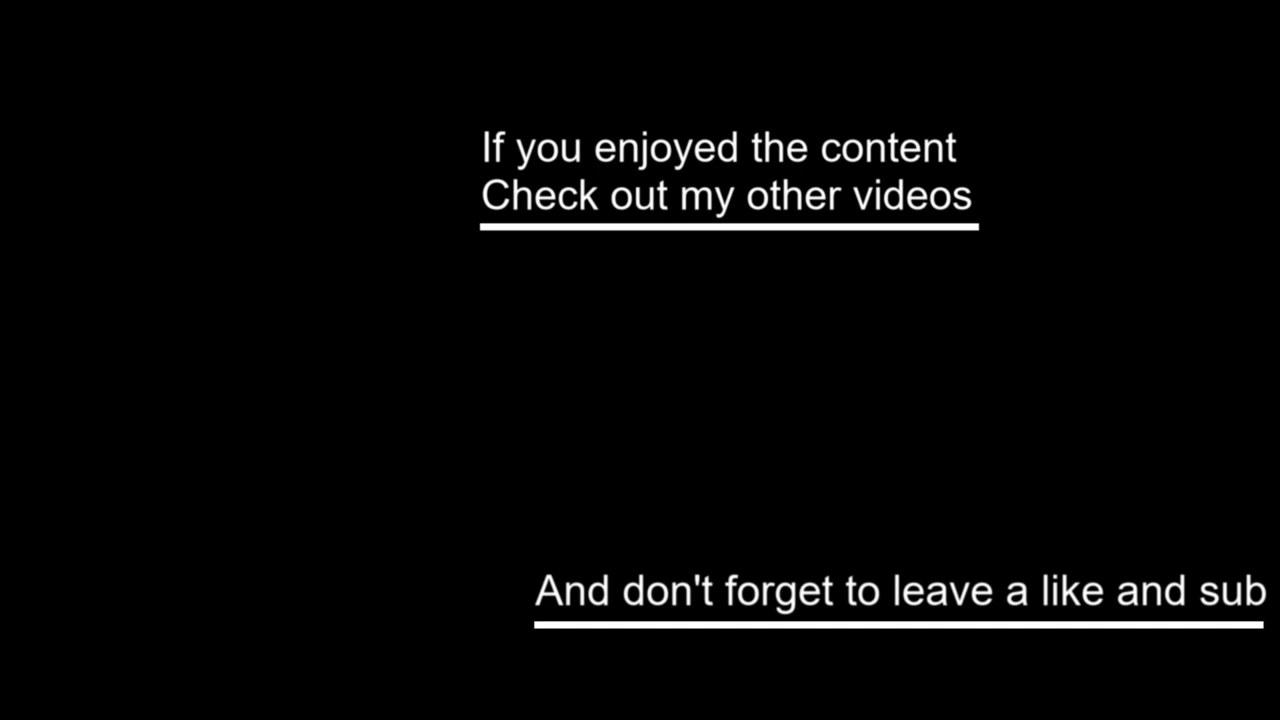 If you enjoyed the content
Check out my other videos
And don't forget to leave a like and sub